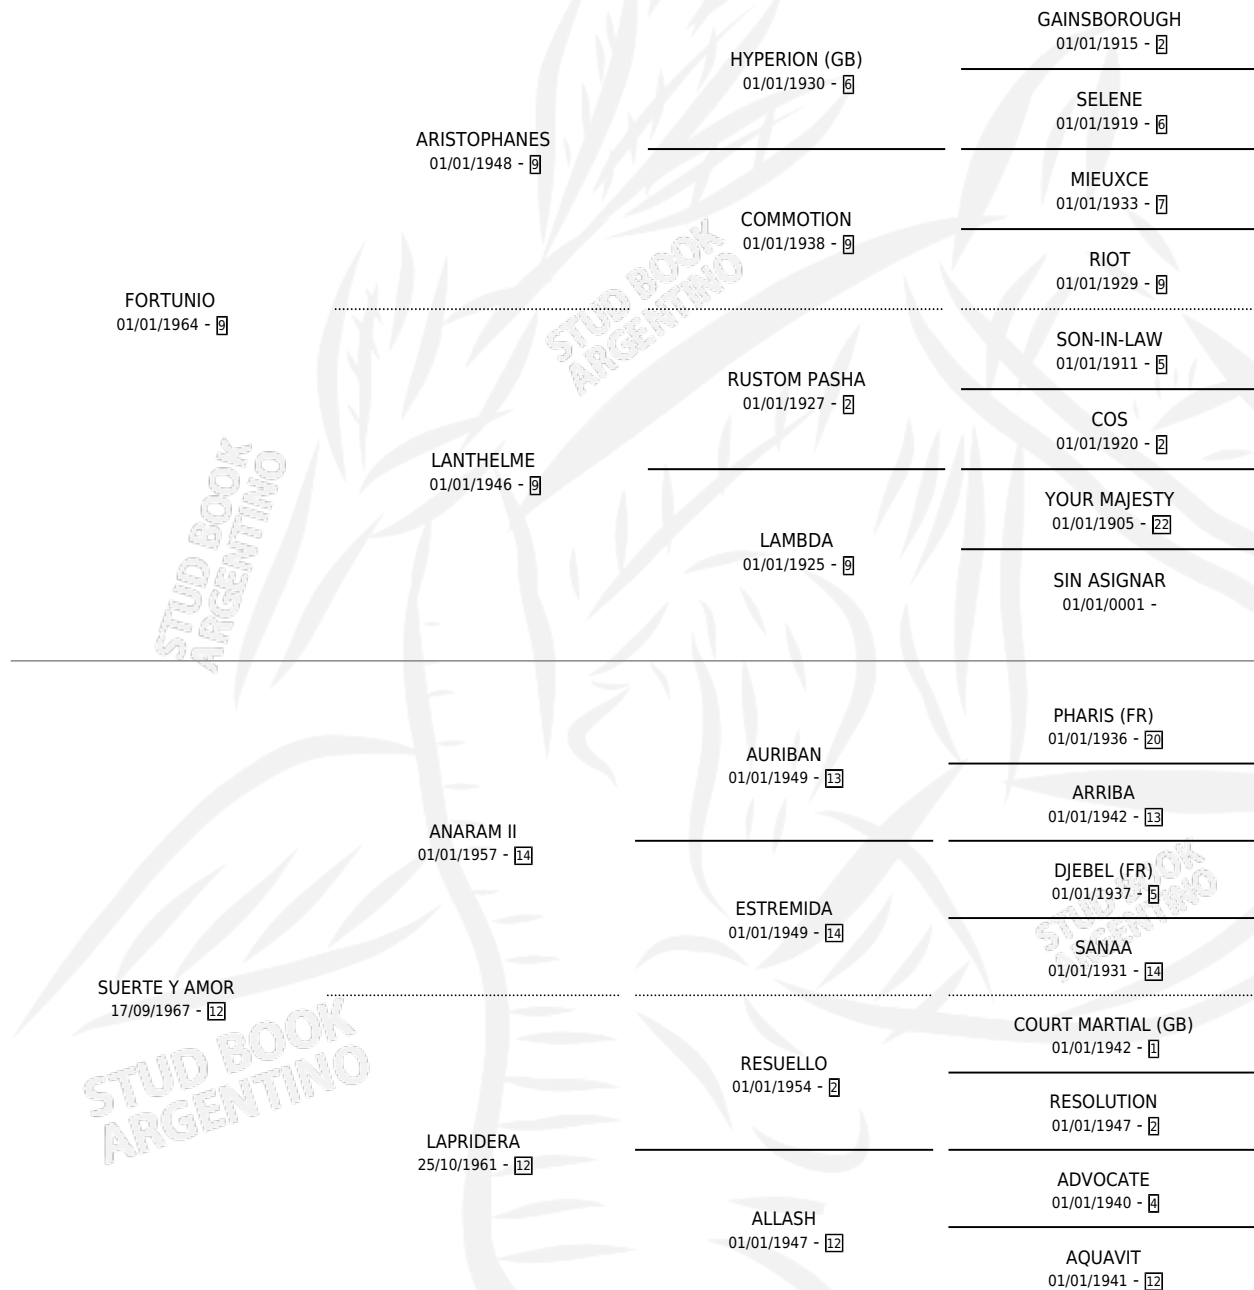 GAINSBOROUGH
01/01/1915 - 2
HYPERION (GB)
01/01/1930 - 6
SELENE
01/01/1919 - 6
ARISTOPHANES
01/01/1948 - 9
MIEUXCE
01/01/1933 - 7
COMMOTION
01/01/1938 - 9
RIOT
01/01/1929 - 9
FORTUNIO
01/01/1964 - 9
SON-IN-LAW
01/01/1911 - 5
RUSTOM PASHA
01/01/1927 - 2
COS
01/01/1920 - 2
LANTHELME
01/01/1946 - 9
YOUR MAJESTY
01/01/1905 - 22
LAMBDA
01/01/1925 - 9
SIN ASIGNAR
01/01/0001 -
PHARIS (FR)
01/01/1936 - 20
AURIBAN
01/01/1949 - 13
ARRIBA
01/01/1942 - 13
ANARAM II
01/01/1957 - 14
DJEBEL (FR)
01/01/1937 - 5
ESTREMIDA
01/01/1949 - 14
SANAA
01/01/1931 - 14
SUERTE Y AMOR
17/09/1967 - 12
COURT MARTIAL (GB)
01/01/1942 - 1
RESUELLO
01/01/1954 - 2
RESOLUTION
01/01/1947 - 2
LAPRIDERA
25/10/1961 - 12
ADVOCATE
01/01/1940 - 4
ALLASH
01/01/1947 - 12
AQUAVIT
01/01/1941 - 12
STUD BOOK
ARGENTINO
STUD BOOK
ARGENTINO
STUD BOOK
ARGENTINO
STUD BOOK
ARGENTINO